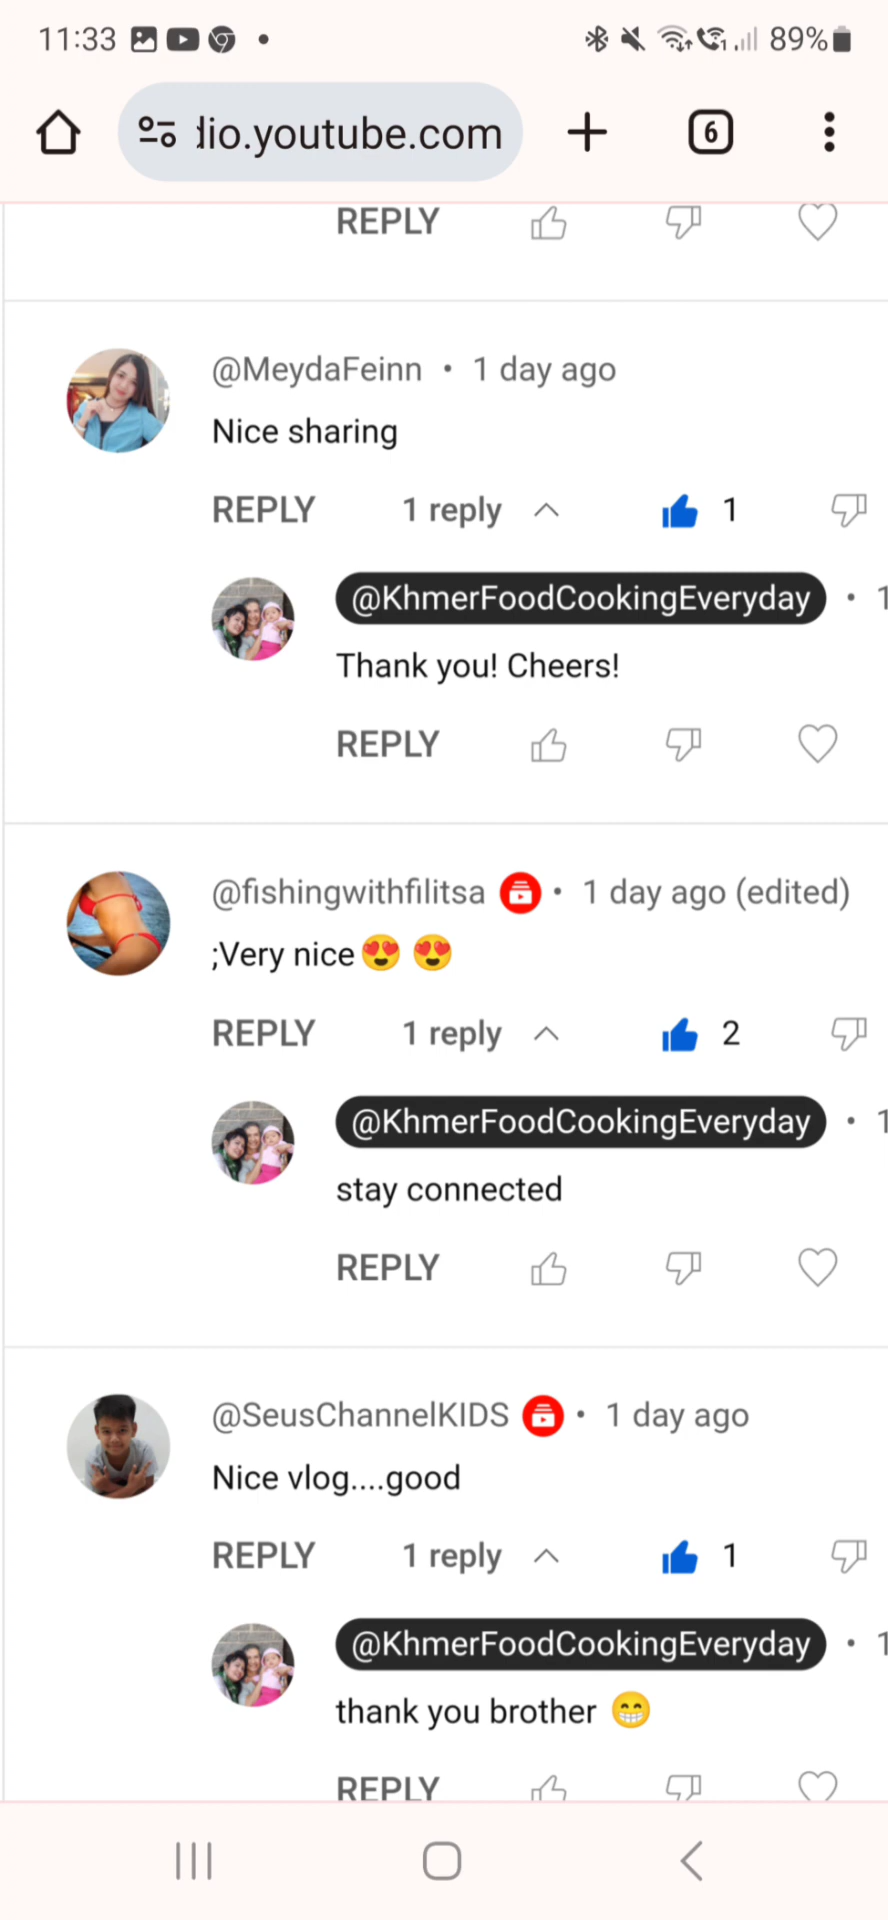 11:33
89%
dio.youtube.com
6
REPLY
@MeydaFeinn • 1 day ago
Nice sharing
REPLY 1 reply 1
@KhmerFoodCookingEveryday • 1
Thank you! Cheers!
REPLY
@fishingwithfilitsa • 1 day ago (edited)
;Very nice😍 😍
REPLY 1 reply 2
@KhmerFoodCookingEveryday • 1
stay connected
REPLY
@SeusChannelKIDS • 1 day ago
Nice vlog....good
REPLY 1 reply 1
@KhmerFoodCookingEveryday • 1
thank you brother 😁
REPLY